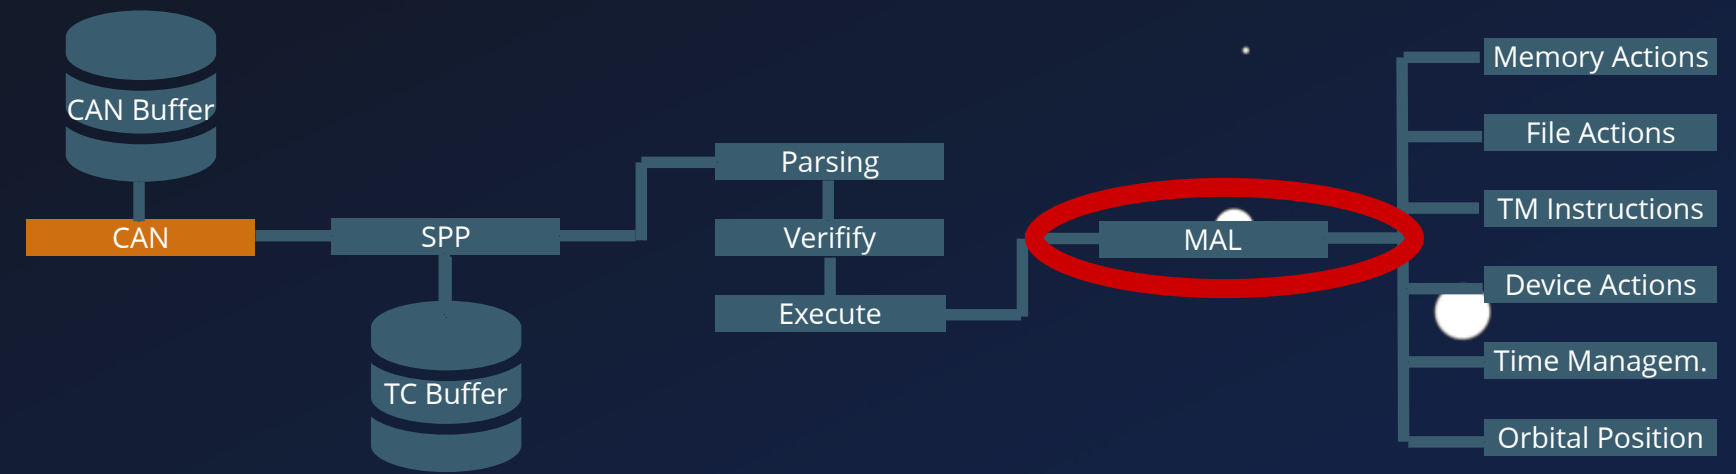 CAN Buffer
CAN
SPP
TC Buffer
Parsing
Verifify
Execute
MAL
Memory Actions
File Actions
TM Instructions
Device Actions
Time Managem.
Orbital Position